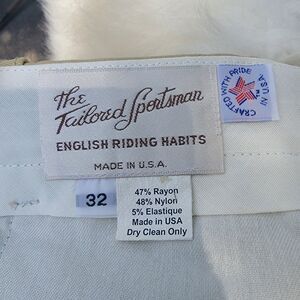 The
Tailored Sportsman
ENGLISH RIDING HABITS
MADE IN U.S.A.
CRAFTED WITH PRIDE IN U.S.A.
32
47% Rayon
48% Nylon
5% Elastique
Made in USA
Dry Clean Only